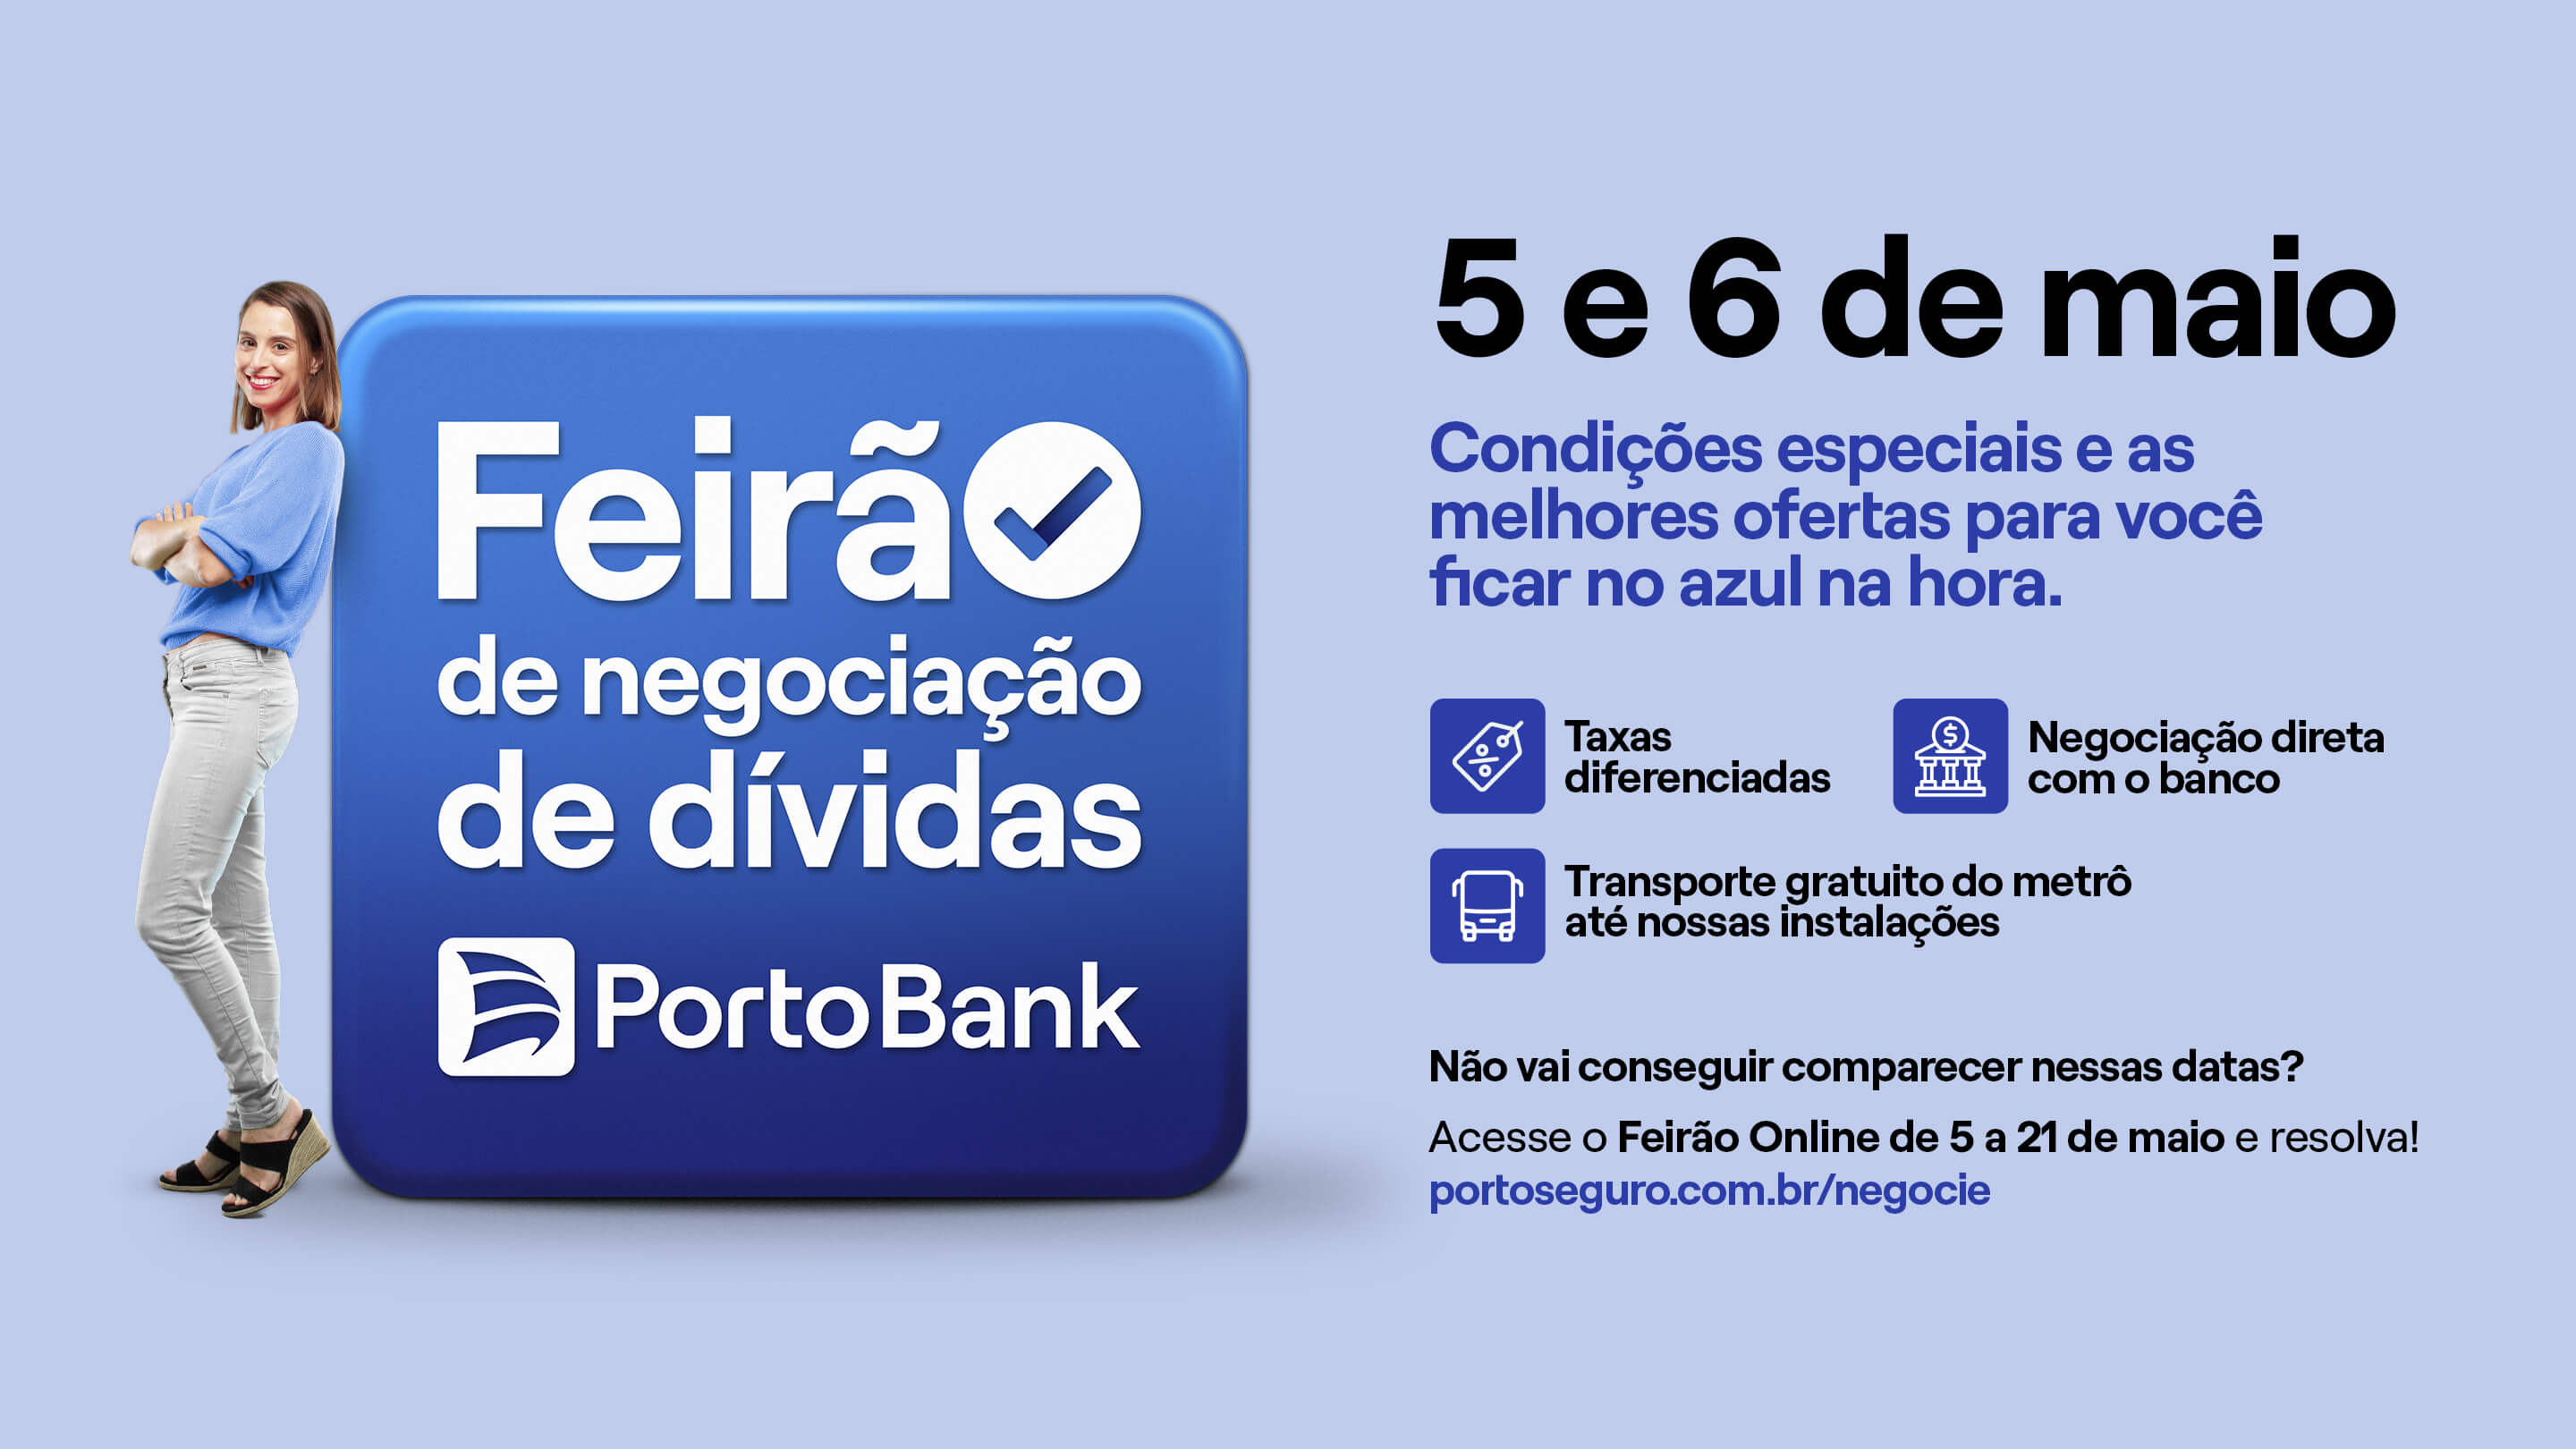 Feirão
de negociação
de dívidas
Porto Bank
5 e 6 de maio
Condições especiais e as
melhores ofertas para você
ficar no azul na hora.
Taxas
diferenciadas
Negociação direta
com o banco
Transporte gratuito do metrô
até nossas instalações
Não vai conseguir comparecer nessas datas?
Acesse o Feirão Online de 5 a 21 de maio e resolva!
portoseguro.com.br/negocie